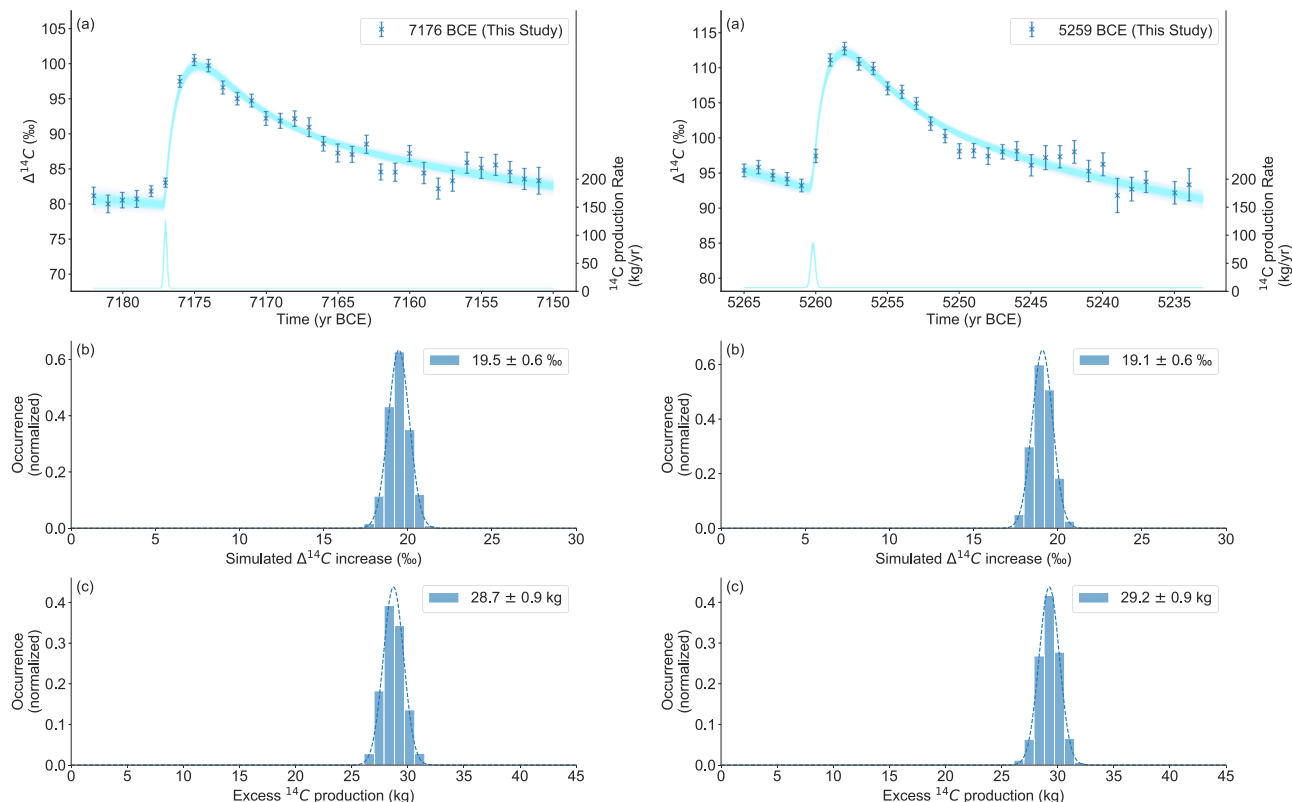 (a)
7176 BCE (This Study)
105
100
95
90
85
80
75
70
Δ¹⁴C (‰)
200
150
100
50
0
¹⁴C production Rate
(kg/yr)
7180 7175 7170 7165 7160 7155 7150
Time (yr BCE)
(b)
19.5 ± 0.6 ‰
0.6
0.4
0.2
0.0
Occurrence
(normalized)
0 5 10 15 20 25 30
Simulated Δ¹⁴C increase (‰)
(c)
28.7 ± 0.9 kg
0.4
0.3
0.2
0.1
0.0
Occurrence
(normalized)
0 5 10 15 20 25 30 35 40 45
Excess ¹⁴C production (kg)
(a)
5259 BCE (This Study)
115
110
105
100
95
90
85
80
Δ¹⁴C (‰)
200
150
100
50
0
¹⁴C production Rate
(kg/yr)
5265 5260 5255 5250 5245 5240 5235
Time (yr BCE)
(b)
19.1 ± 0.6 ‰
0.6
0.4
0.2
0.0
Occurrence
(normalized)
0 5 10 15 20 25 30
Simulated Δ¹⁴C increase (‰)
(c)
29.2 ± 0.9 kg
0.4
0.3
0.2
0.1
0.0
Occurrence
(normalized)
0 5 10 15 20 25 30 35 40 45
Excess ¹⁴C production (kg)